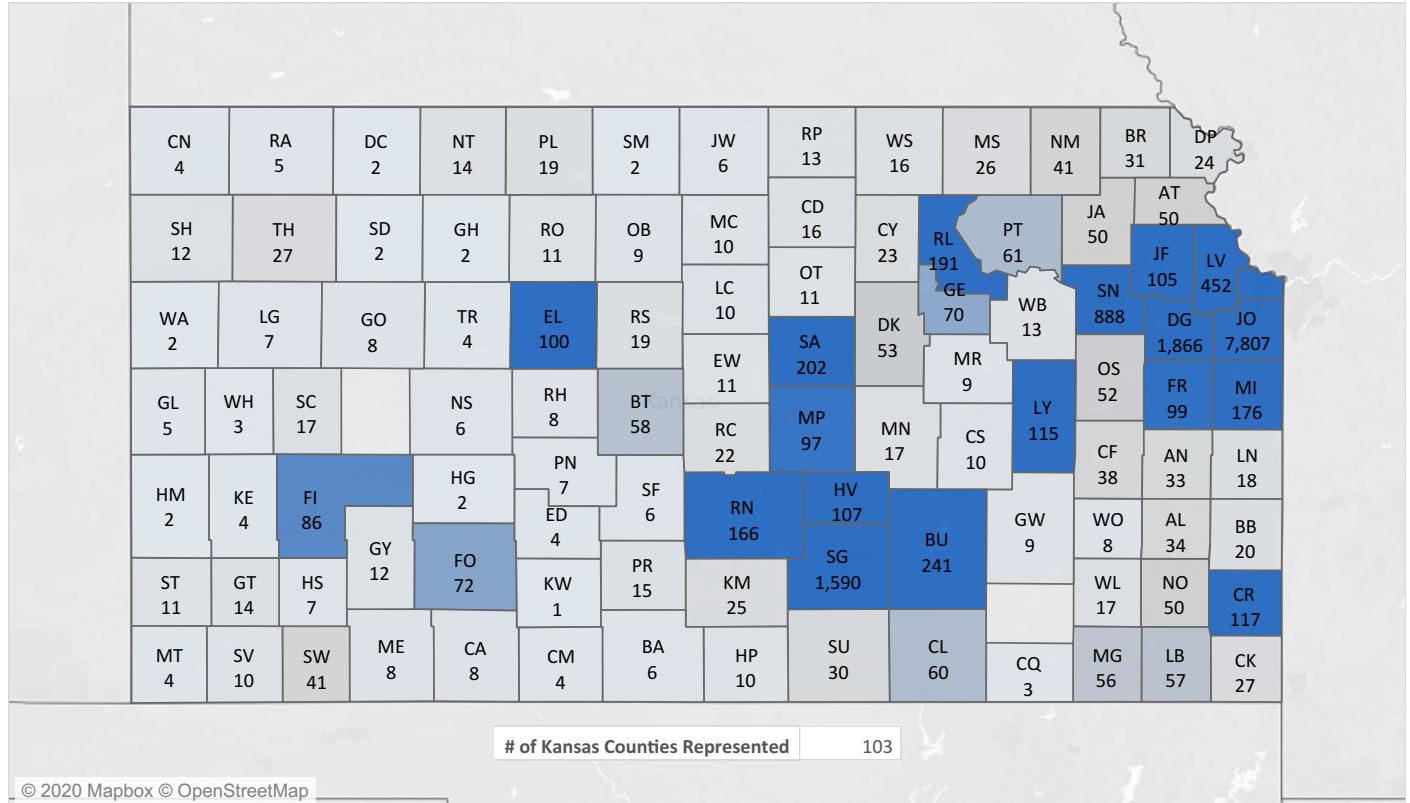 CN
4
RA
5
DC
2
NT
14
PL
19
SM
2
JW
6
RP
13
WS
16
MS
26
NM
41
BR
31
DP
24
SH
12
TH
27
SD
2
GH
2
RO
11
OB
9
MC
10
CD
16
CY
23
RL
191
PT
61
JA
50
AT
50
JF
105
LV
452
WA
2
LG
7
GO
8
TR
4
EL
100
RS
19
LC
10
OT
11
SA
202
DK
53
GE
70
WB
13
SN
888
DG
1,866
JO
7,807
GL
5
WH
3
SC
17
NS
6
RH
8
BT
58
Kansas
EW
11
RC
22
MP
97
MN
17
MR
9
CS
10
LY
115
OS
52
FR
99
MI
176
HM
2
KE
4
FI
86
HG
2
PN
7
ED
4
SF
6
RN
166
HV
107
SG
1,590
BU
241
GW
9
CF
38
AN
33
LN
18
GY
12
FO
72
WO
8
AL
34
BB
20
ST
11
GT
14
HS
7
KW
1
PR
15
KM
25
WL
17
NO
50
CR
117
MT
4
SV
10
SW
41
ME
8
CA
8
CM
4
BA
6
HP
10
SU
30
CL
60
CQ
3
MG
56
LB
57
CK
27
# of Kansas Counties Represented 103
© 2020 Mapbox © OpenStreetMap